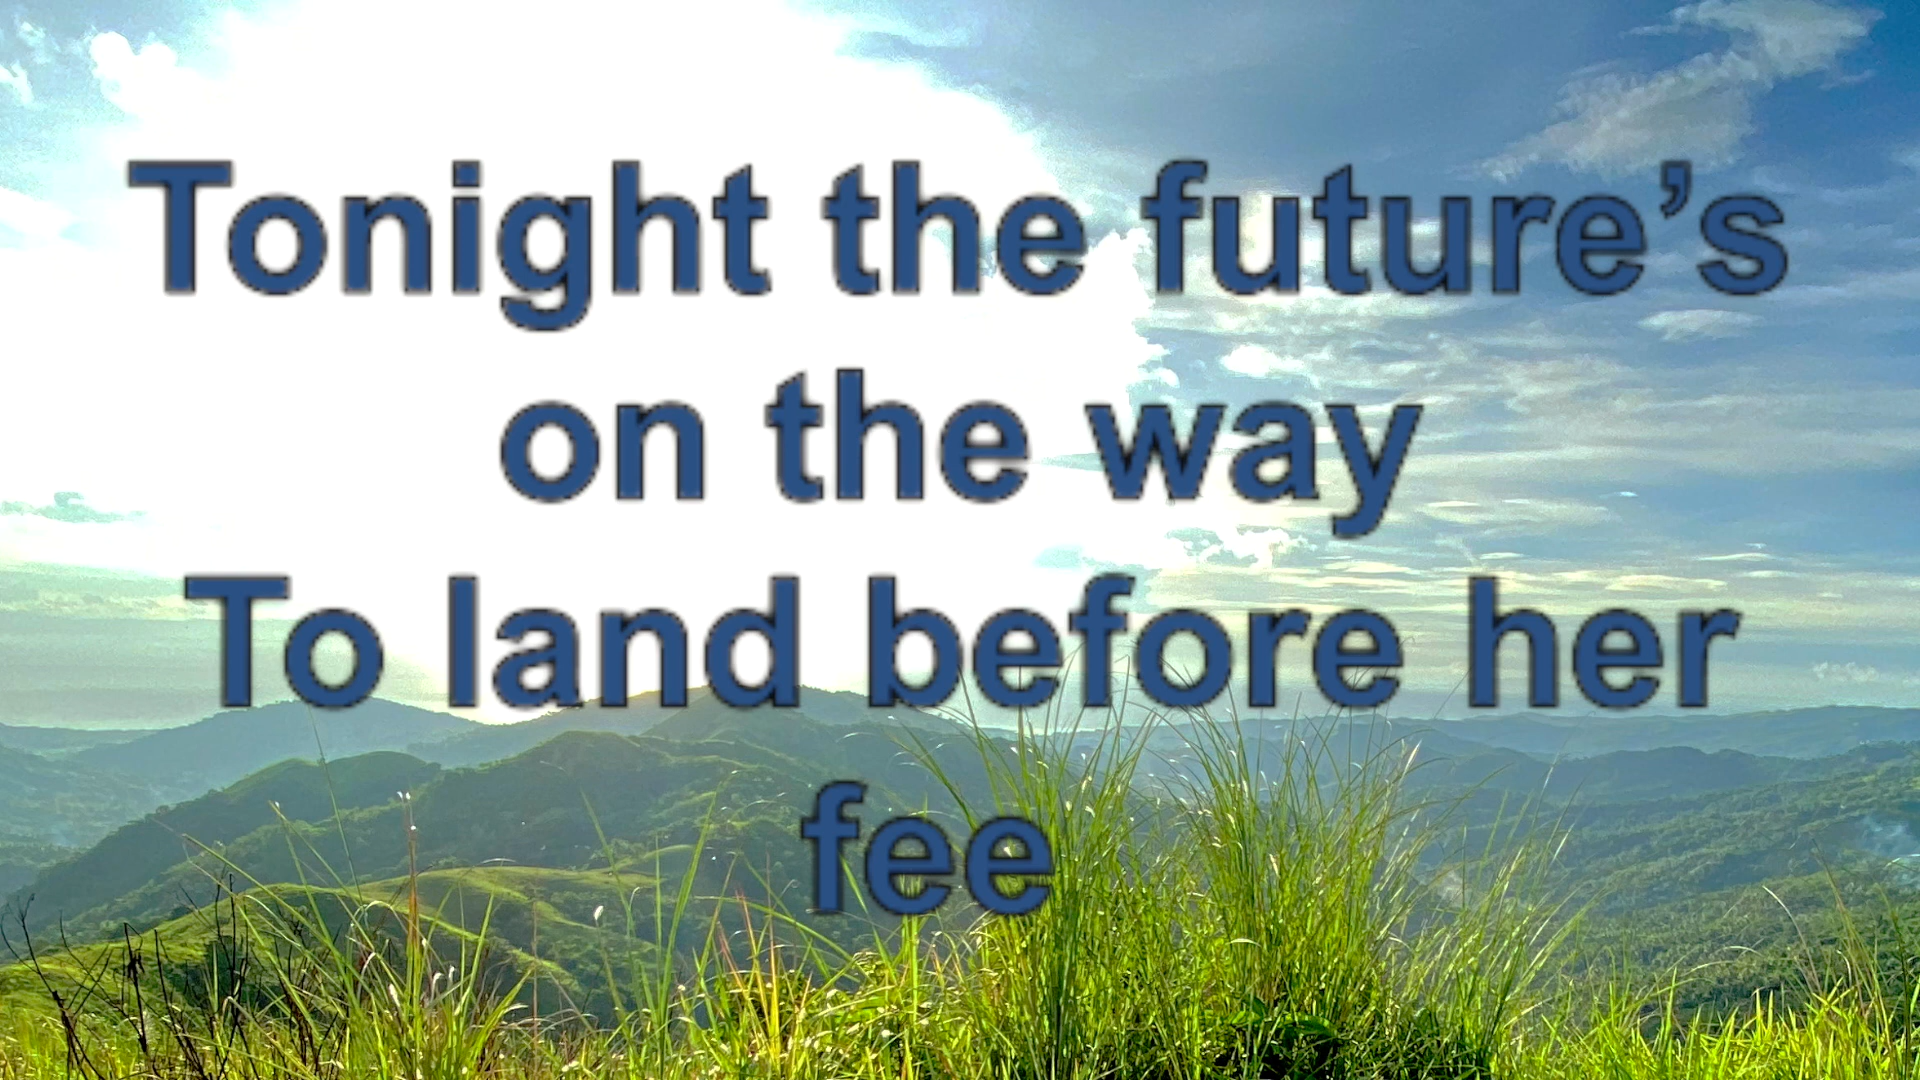 Tonight the future’s
on the way
To land before her
fee